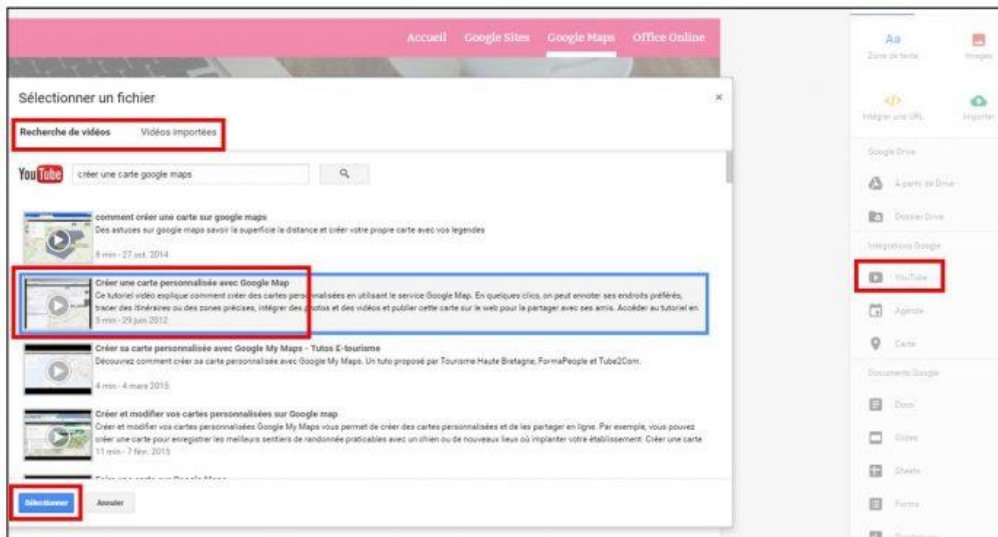 Accueil Google Sites Google Maps Office Online
Sélectionner un fichier
×
Recherche de vidéos Vidéos importées
YouTube créer une carte google maps
comment créer une carte sur google maps
Des astuces sur google maps savoir la superficie la distance et créer votre propre carte avec vos legendes
8 min - 27 oct. 2014
Créer une carte personnalisée avec Google Map
Ce tutoriel vidéo explique comment créer des cartes personnalisées en utilisant le service Google Map. En quelques clics, on peut annoter ses endroits préférés,
tracer des itinéraires ou des zones précises, intégrer des photos et des vidéos et publier cette carte sur le web pour la partager avec ses amis. Accéder au tutoriel en
5 min - 29 juin 2012
Créer sa carte personnalisée avec Google My Maps - Tutos E-tourisme
Découvrez comment créer sa carte personnalisée avec Google My Maps. Un tuto proposé par Tourisme Haute Bretagne, FormaPeople et Tube2Com.
4 min - 4 mars 2015
Créer et modifier vos cartes personnalisées sur Google map
Créer et modifier vos cartes personnalisées Google My Maps vous permet de créer des cartes personnalisées et de les partager en ligne. Par exemple, vous pouvez
créer une carte pour enregistrer les meilleurs sentiers de randonnée praticables avec un chien ou de nouveaux lieux où implanter votre établissement. Créer une carte
11 min - 7 févr. 2015
Sélectionner Annuler
Aa
Zone de texte Images
Intégrer une URL Importer
Google Drive
À partir de Drive
Dossier Drive
Intégrations Google
YouTube
Agenda
Carte
Documents Google
Docs
Slides
Sheets
Forms